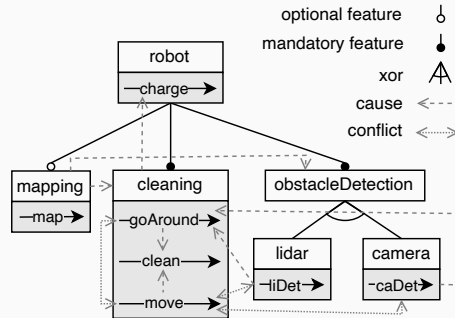 optional feature
mandatory feature
xor
cause
conflict
robot
charge
mapping
map
cleaning
goAround
clean
move
obstacleDetection
lidar
liDet
camera
caDet